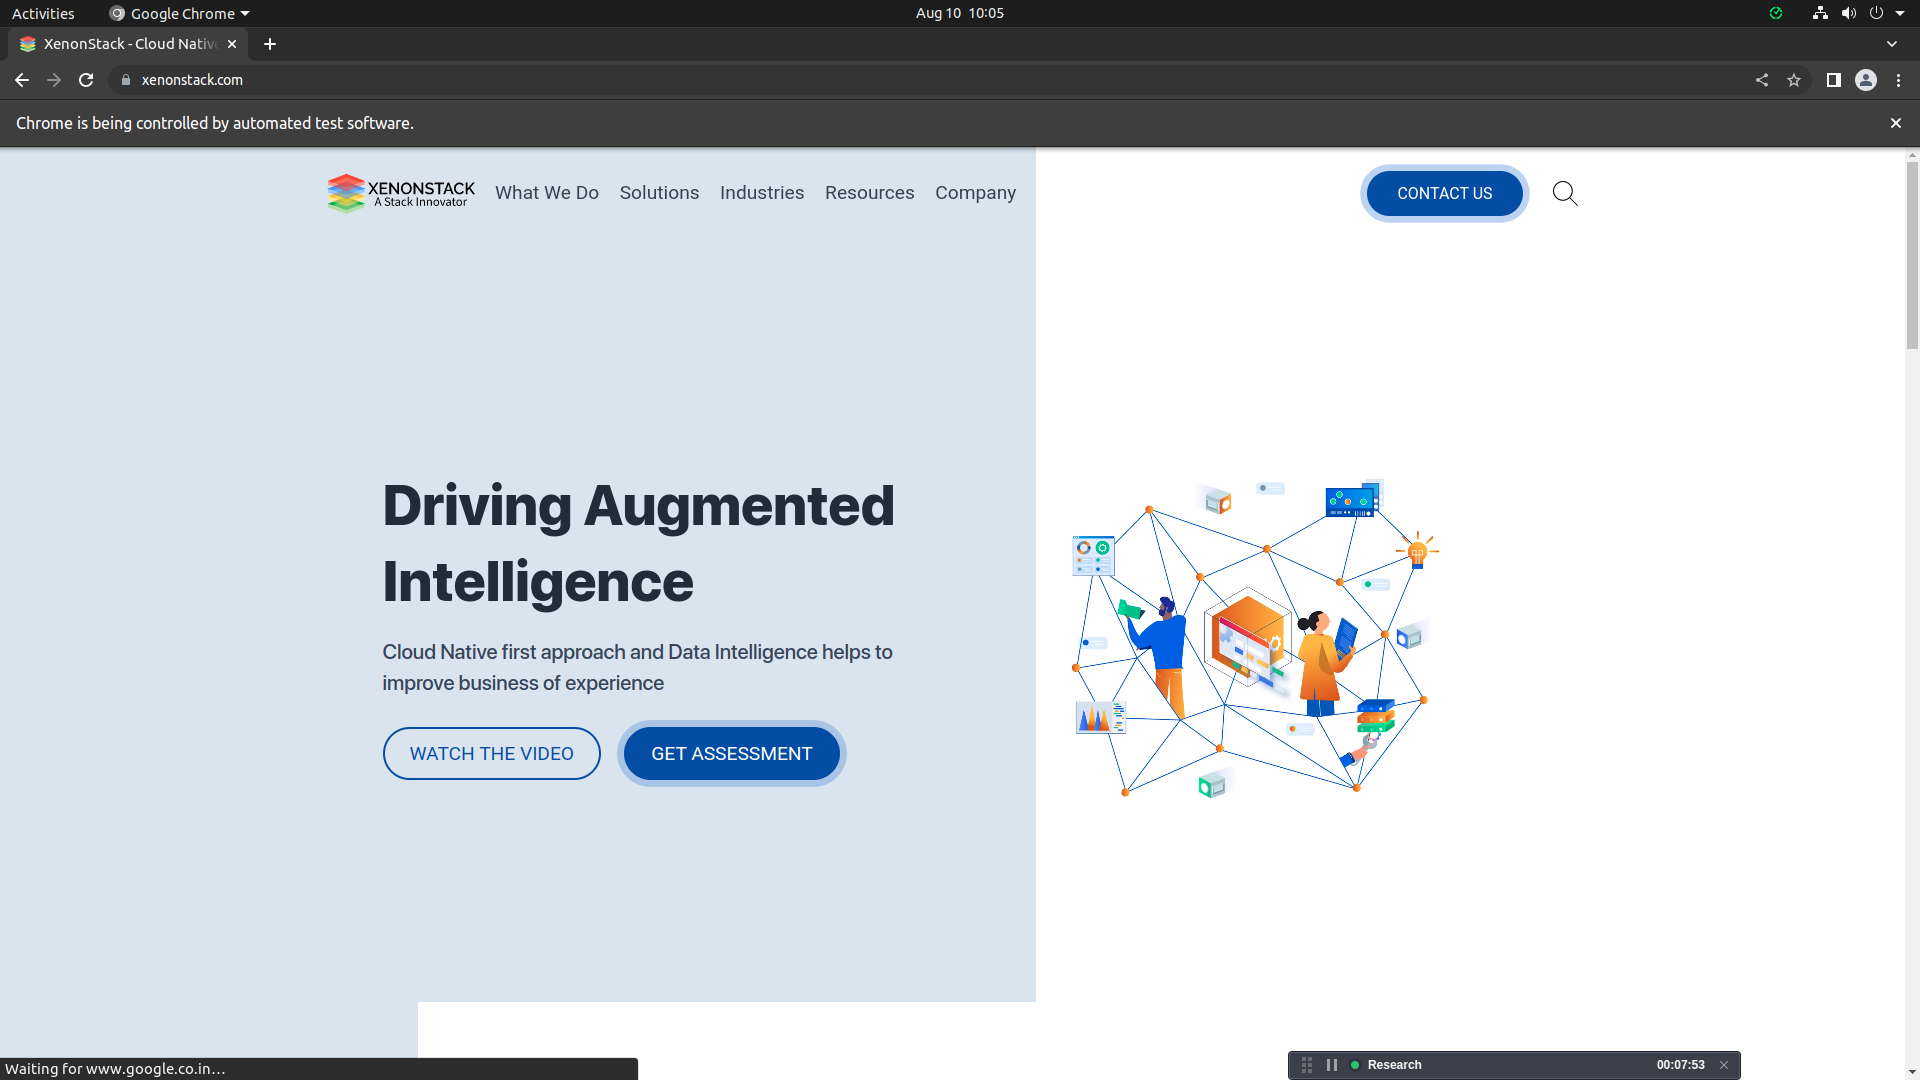 Activities
Google Chrome
Aug 10 10:05
XenonStack - Cloud Native
xenonstack.com
Chrome is being controlled by automated test software.
XENONSTACK
A Stack Innovator
What We Do
Solutions
Industries
Resources
Company
CONTACT US
Driving Augmented
Intelligence
Cloud Native first approach and Data Intelligence helps to
improve business of experience
WATCH THE VIDEO
GET ASSESSMENT
Waiting for www.google.co.in...
Research
00:07:53